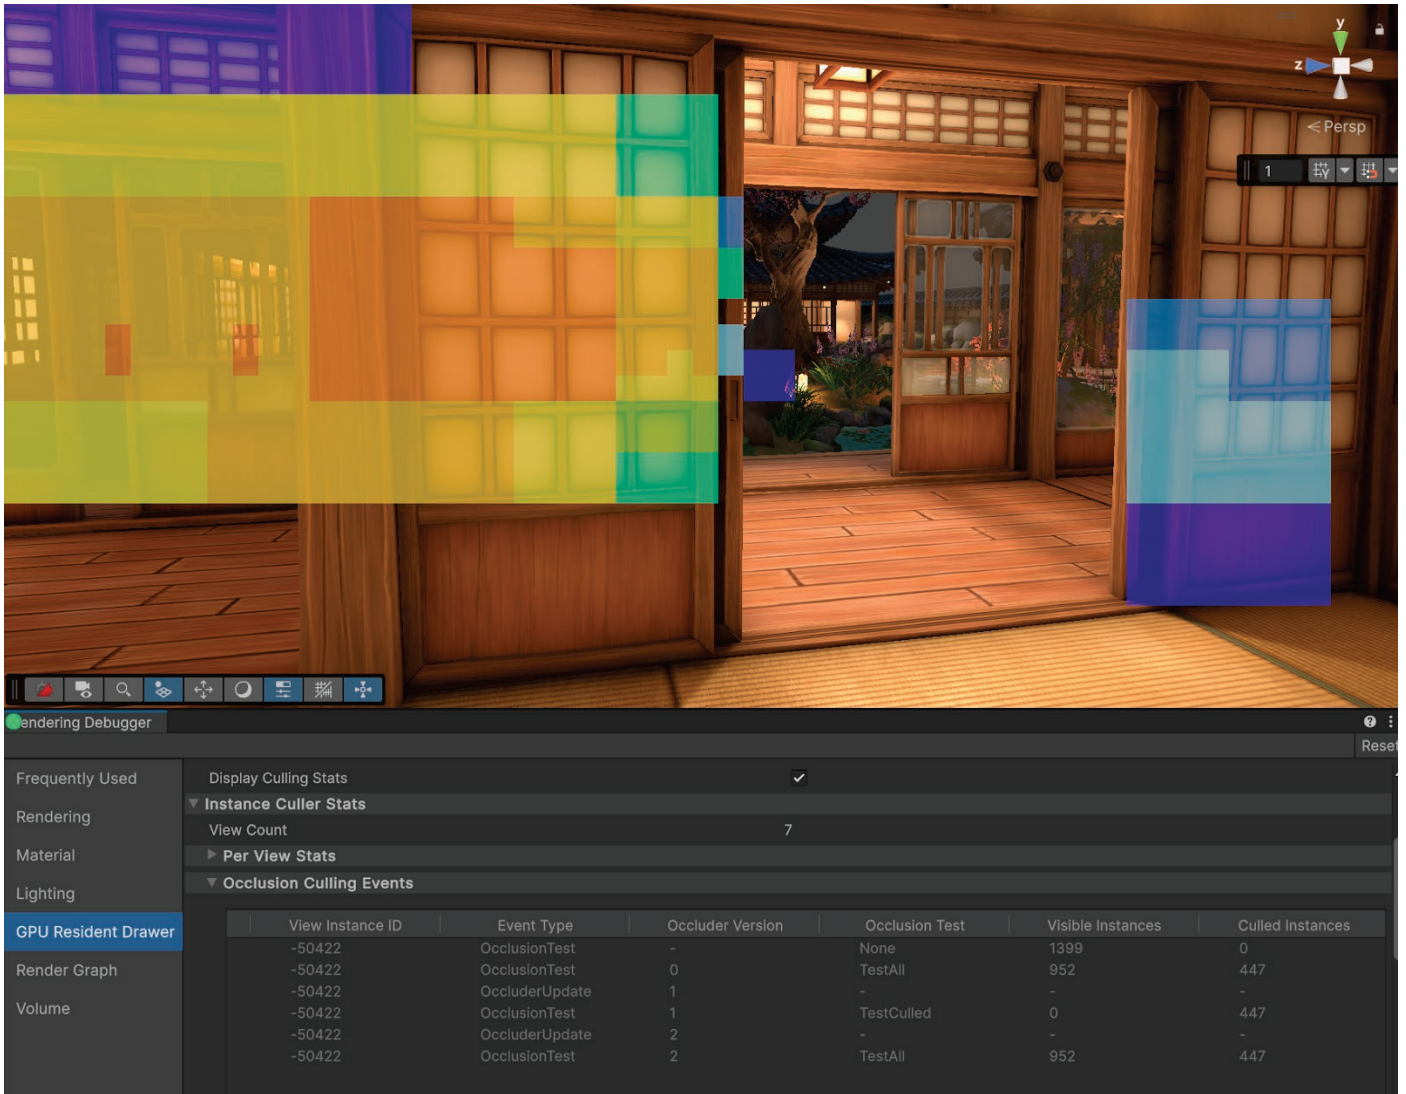 y
z
< Persp
1
endering Debugger
Reset
Frequently Used
Rendering
Material
Lighting
GPU Resident Drawer
Render Graph
Volume
Display Culling Stats
Instance Culler Stats
View Count 7
Per View Stats
Occlusion Culling Events
View Instance ID Event Type Occluder Version Occlusion Test Visible Instances Culled Instances
-50422 OcclusionTest - None 1399 0
-50422 OcclusionTest 0 TestAll 952 447
-50422 OccluderUpdate 1 - - -
-50422 OcclusionTest 1 TestCulled 0 447
-50422 OccluderUpdate 2 - - -
-50422 OcclusionTest 2 TestAll 952 447